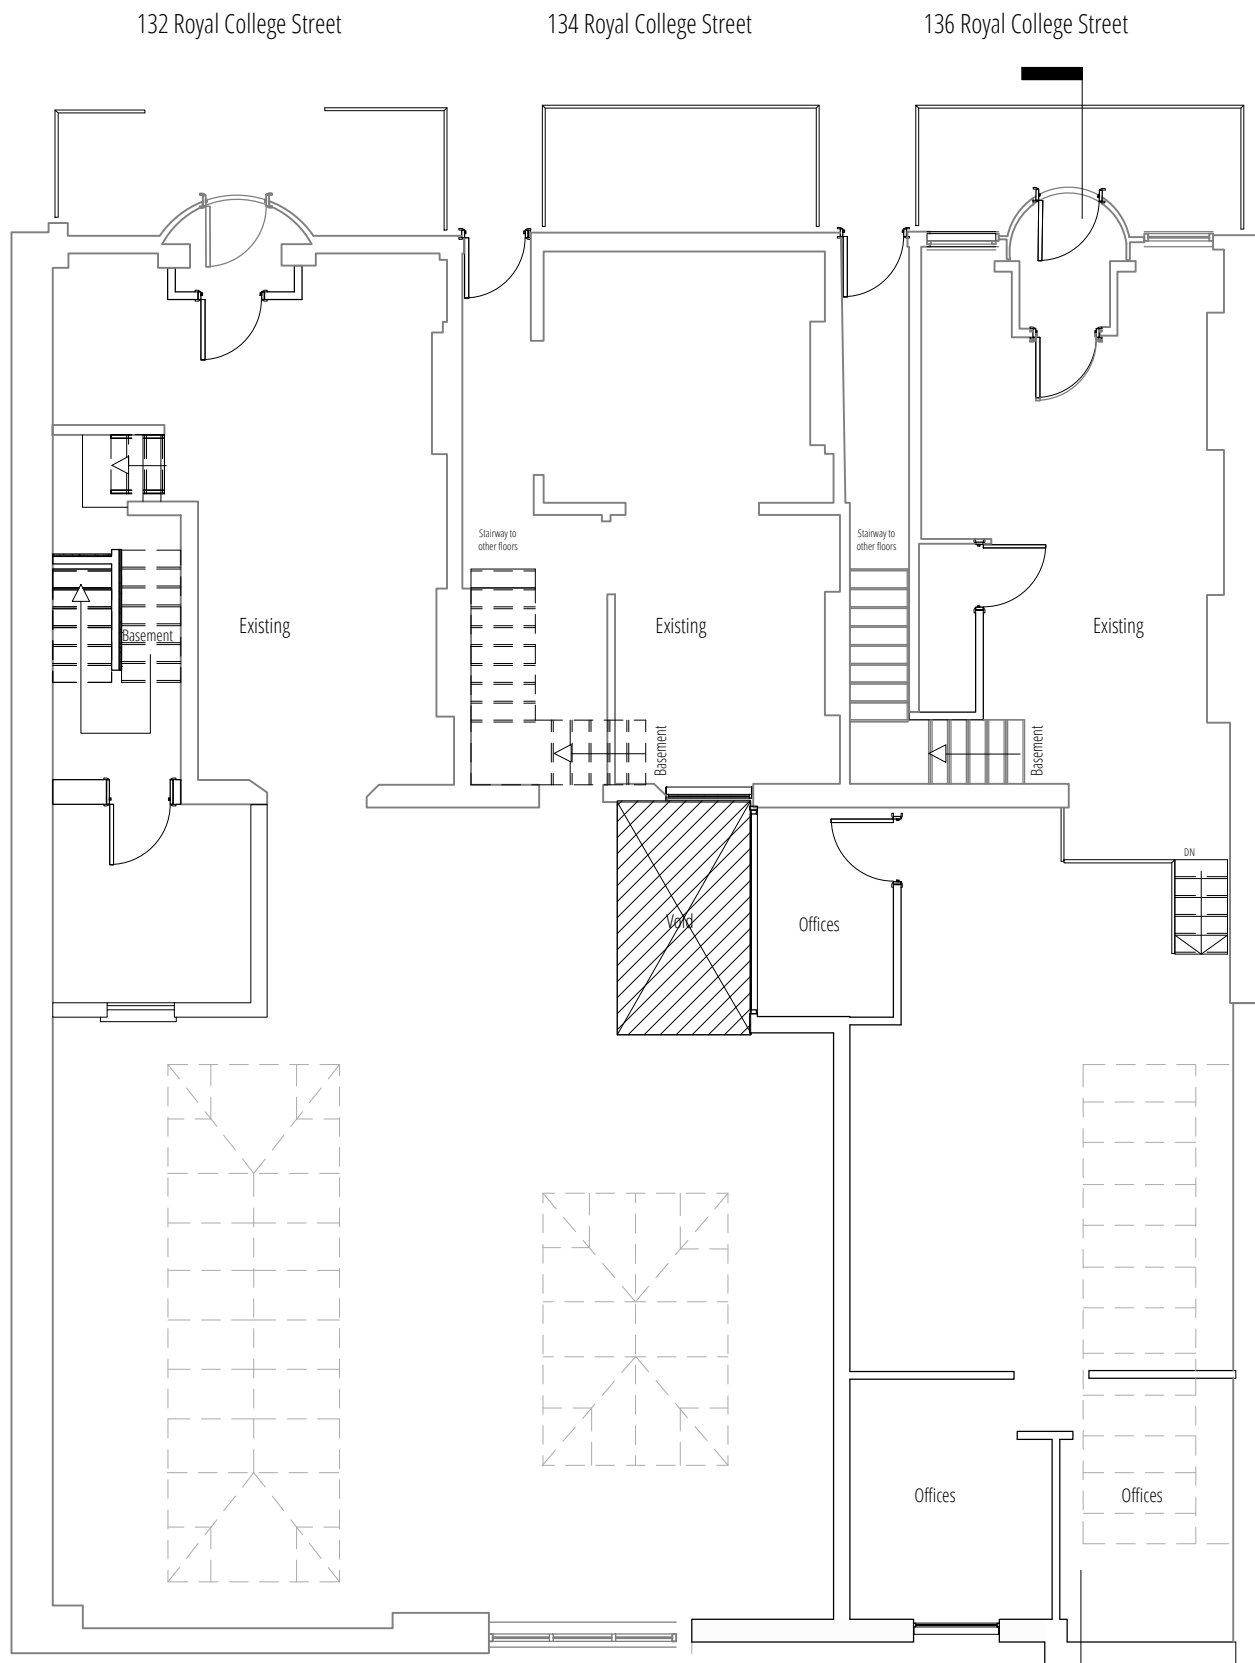 132 Royal College Street
134 Royal College Street
136 Royal College Street
Stairway to
other floors
Stairway to
other floors
Basement
Existing
Existing
Existing
Basement
Basement
DN
Void
Offices
Offices
Offices